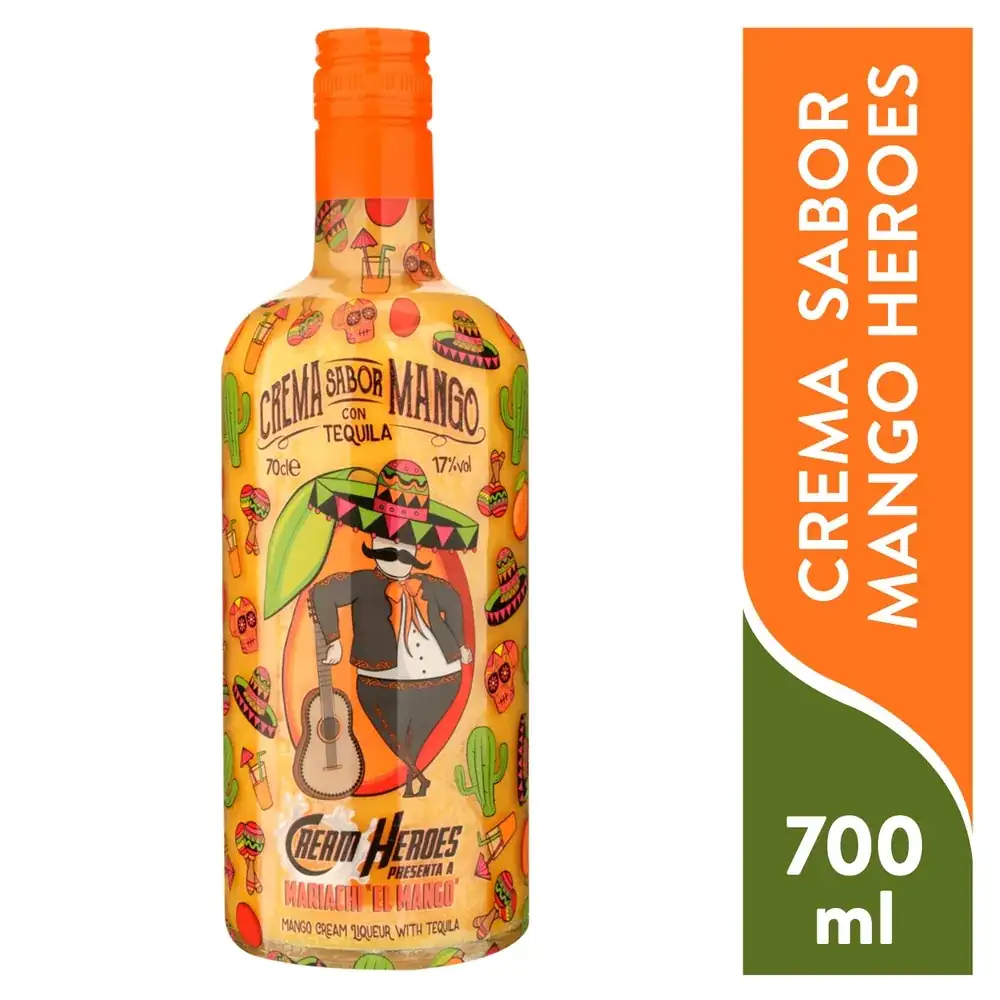 CREMA SABOR MANGO
CON
TEQUILA
70cle
17%vol
CREAM HEROES
PRESENTA A
MARIACHI 'EL MANGO'
MANGO CREAM LIQUEUR WITH TEQUILA
CREMA SABOR
MANGO HEROES
700
ml